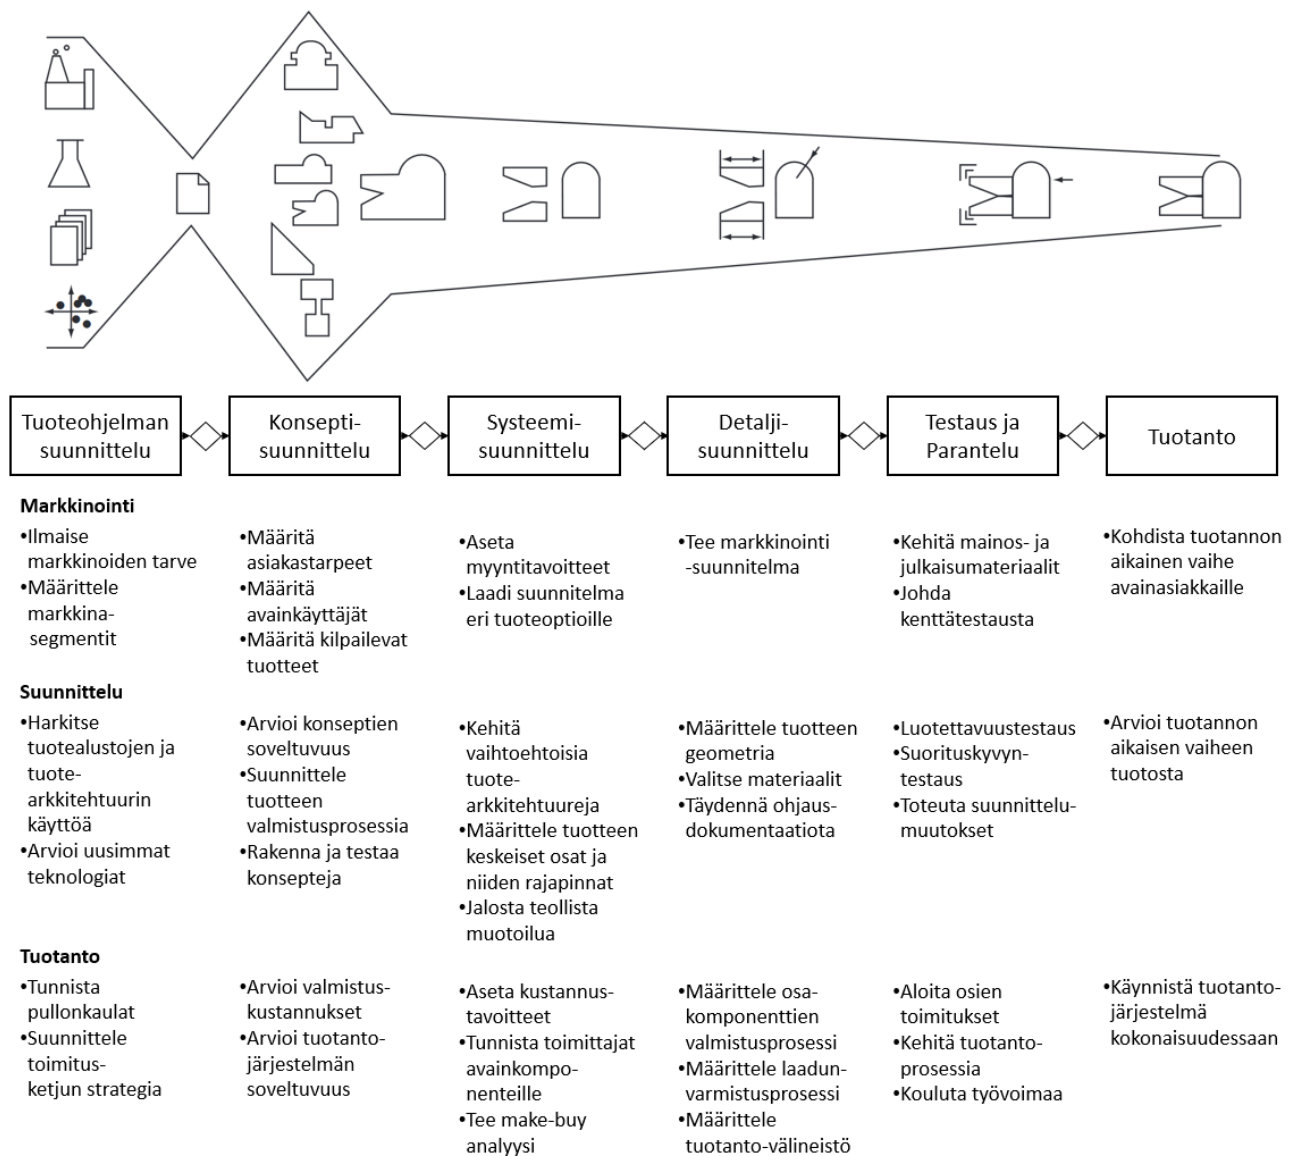 Tuoteohjelman
suunnittelu
Konsepti-
suunnittelu
Systeemi-
suunnittelu
Detalji-
suunnittelu
Testaus ja
Parantelu
Tuotanto
Markkinointi
•Ilmaise
markkinoiden tarve
•Määrittele
markkina-
segmentit
•Määritä
asiakastarpeet
•Määritä
avainkäyttäjät
•Määritä kilpailevat
tuotteet
•Aseta
myyntitavoitteet
•Laadi suunnitelma
eri tuoteoptioille
•Tee markkinointi
-suunnitelma
•Kehitä mainos- ja
julkaisumateriaalit
•Johda
kenttätestausta
•Kohdista tuotannon
aikainen vaihe
avainasiakkaille
Suunnittelu
•Harkitse
tuotealustojen ja
tuote-
arkkitehtuurin
käyttöä
•Arvioi uusimmat
teknologiat
•Arvioi konseptien
soveltuvuus
•Suunnittele
tuotteen
valmistusprosessia
•Rakenna ja testaa
konsepteja
•Kehitä
vaihtoehtoisia
tuote-
arkkitehtuureja
•Määrittele tuotteen
keskeiset osat ja
niiden rajapinnat
•Jalosta teollista
muotoilua
•Määrittele tuotteen
geometria
•Valitse materiaalit
•Täydennä ohjaus-
dokumentaatiota
•Luotettavuustestaus
•Suorituskyvyn-
testaus
•Toteuta suunnittelu-
muutokset
•Arvioi tuotannon
aikaisen vaiheen
tuotosta
Tuotanto
•Tunnista
pullonkaulat
•Suunnittele
toimitus-
ketjun strategia
•Arvioi valmistus-
kustannukset
•Arvioi tuotanto-
järjestelmän
soveltuvuus
•Aseta kustannus-
tavoitteet
•Tunnista toimittajat
avainkompo-
nenteille
•Tee make-buy
analyysi
•Määrittele osa-
komponenttien
valmistusprosessi
•Määrittele laadun-
varmistusprosessi
•Määrittele
tuotanto-välineistö
•Aloita osien
toimitukset
•Kehitä tuotanto-
prosessia
•Kouluta työvoimaa
•Käynnistä tuotanto-
järjestelmä
kokonaisuudessaan